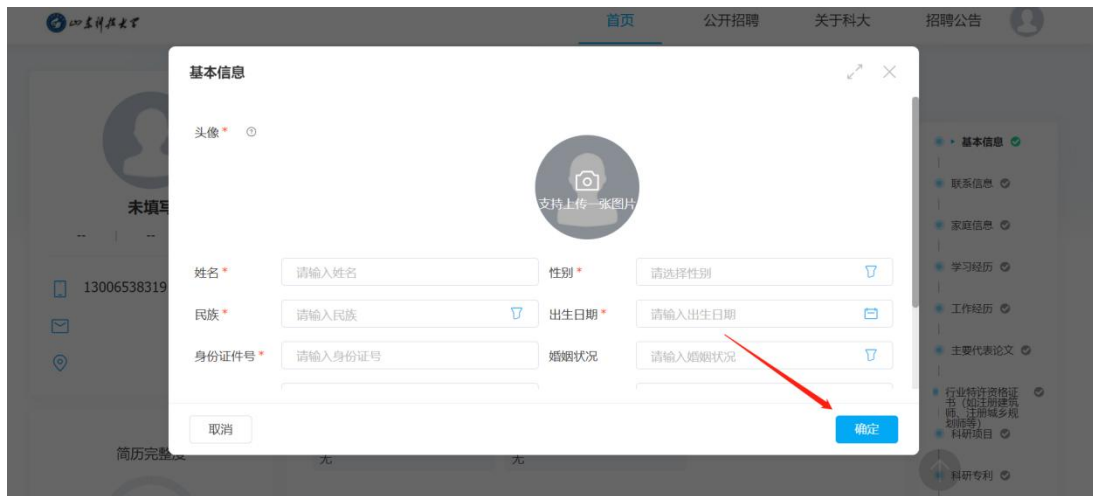 山东科技大学
首页
公开招聘
关于科大
招聘公告
基本信息
头像*
支持上传一张图片
未填写
--
--
姓名*
请输入姓名
性别*
请选择性别
13006538319
民族*
请输入民族
出生日期*
请输入出生日期
身份证件号*
请输入身份证号
婚姻状况
请输入婚姻状况
取消
确定
简历完整度
无
无
基本信息
联系信息
家庭信息
学习经历
工作经历
主要代表论文
行业特许资格证
书（如注册建筑
师、注册城乡规
划师等）
科研项目
科研专利